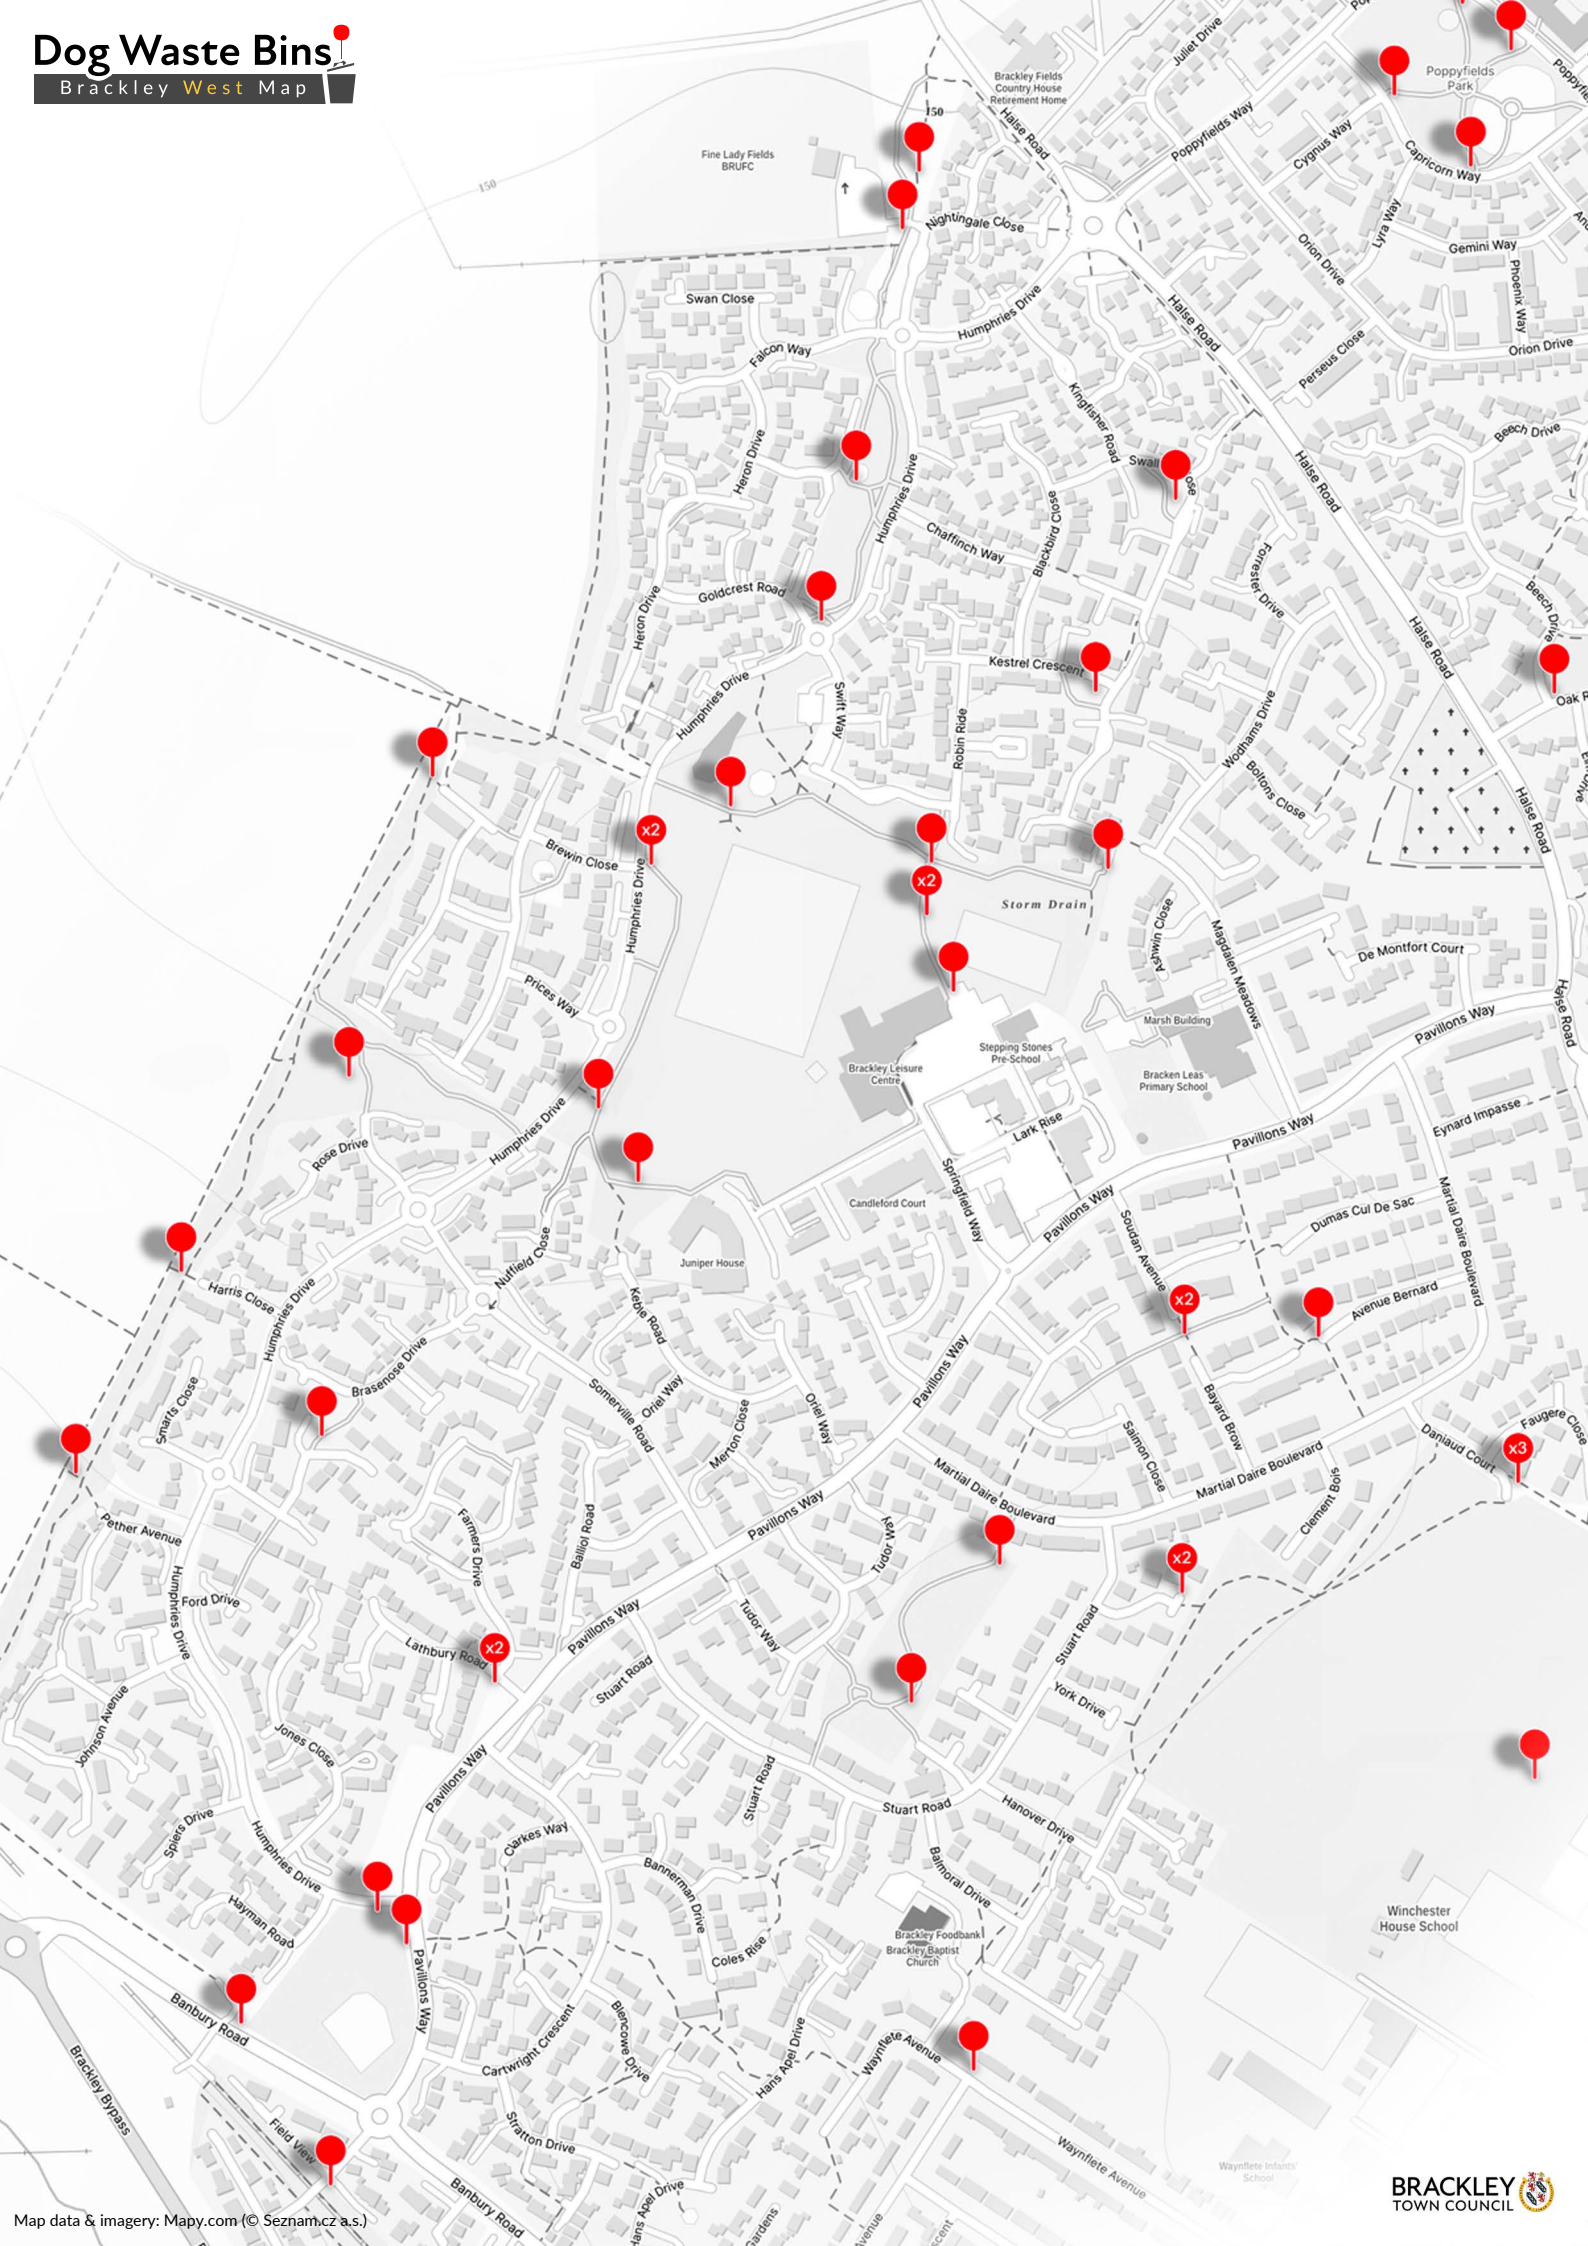 Dog Waste Bins
Brackley West Map
Juliet Drive
Brackley Fields
Country House
Retirement Home
Poppyfields
Park
150
Halse Road
Poppyfields Way
Cygnus Way
Capricorn Way
Fine Lady Fields
BRUFC
150
Nightingale Close
Lyra Way
Orion Drive
Gemini Way
Phoenix Way
Swan Close
Humphries Drive
Halse Road
Falcon Way
Perseus Close
Orion Drive
Kingfisher Road
Beech Drive
Heron Drive
Humphries Drive
Halse Road
Blackbird Close
Chaffinch Way
Forrester Drive
Goldcrest Road
Heron Drive
Beech Drive
Halse Road
Kestrel Crescent
Humphries Drive
Swift Way
Robin Ride
Wodhams Drive
Boltons Close
Halse Road
x2
Brewin Close
Humphries Drive
x2
Storm Drain
Ashwin Close
Magdalen Meadows
De Montfort Court
Prices Way
Halse Road
Pavillons Way
Marsh Building
Stepping Stones
Pre-School
Brackley Leisure
Centre
Bracken Leas
Primary School
Humphries Drive
Lark Rise
Eynard Impasse
Pavillons Way
Rose Drive
Springfield Way
Candleford Court
Pavillons Way
Soudan Avenue
Dumas Cul De Sac
Martial Daire Boulevard
Nuffield Close
Juniper House
Harris Close
Humphries Drive
Keble Road
x2
Avenue Bernard
Brasenose Drive
Pavillons Way
Smarts Close
Somerville Road
Oriel Way
Merton Close
Oriel Way
Bayard Brow
Salmon Close
Daniaud Court
Faugere Close
x3
Martial Daire Boulevard
Martial Daire Boulevard
Clement Bois
Pether Avenue
Farmers Drive
Balliol Road
Pavillons Way
Tudor Way
x2
Humphries Drive
Ford Drive
Lathbury Road
x2
Pavillons Way
Tudor Way
Stuart Road
Stuart Road
York Drive
Johnson Avenue
Jones Close
Pavillons Way
Stuart Road
Stuart Road
Hanover Drive
Spiers Drive
Humphries Drive
Clarkes Way
Bannerman Drive
Balmoral Drive
Hayman Road
Coles Rise
Brackley Foodbank
Brackley Baptist
Church
Winchester
House School
Pavillons Way
Banbury Road
Brackley Bypass
Cartwright Crescent
Blencowe Drive
Hans Apel Drive
Waynflete Avenue
Field View
Stratton Drive
Waynflete Avenue
Waynflete Infants'
School
Banbury Road
Hans Apel Drive
BRACKLEY
TOWN COUNCIL
Map data & imagery: Mapy.com (© Seznam.cz a.s.)